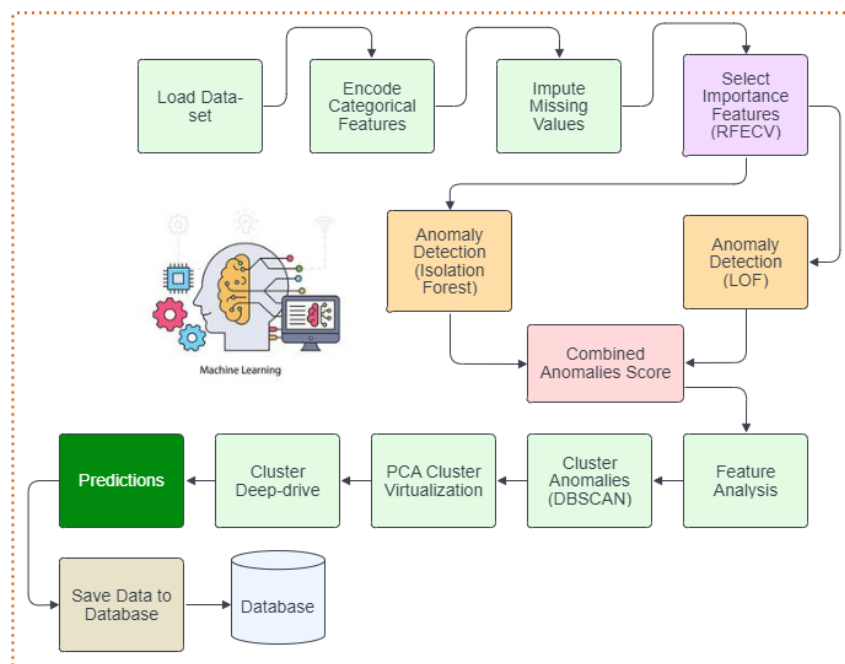 Load Data-
set
Encode
Categorical
Features
Impute
Missing
Values
Select
Importance
Features
(RFECV)
Anomaly
Detection
(Isolation
Forest)
Anomaly
Detection
(LOF)
Machine Learning
Combined
Anomalies Score
Predictions
Cluster
Deep-drive
PCA Cluster
Virtualization
Cluster
Anomalies
(DBSCAN)
Feature
Analysis
Save Data to
Database
Database